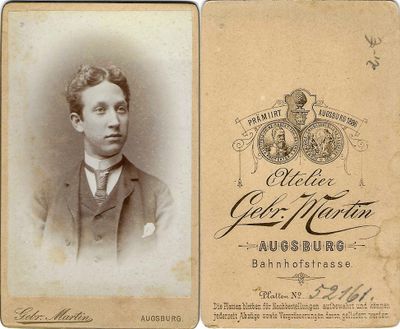 Gebr. Martin
AUGSBURG
PRÄMIIRT AUGSBURG 1886
Atelier
Gebr. Martin
AUGSBURG
Bahnhofstrasse.
Platten No. 52161.
Die Platten bleiben für Nachbestellungen aufbewahrt und können
jederzeit Abzüge sowie Vergrösserungen davon geliefert werden.